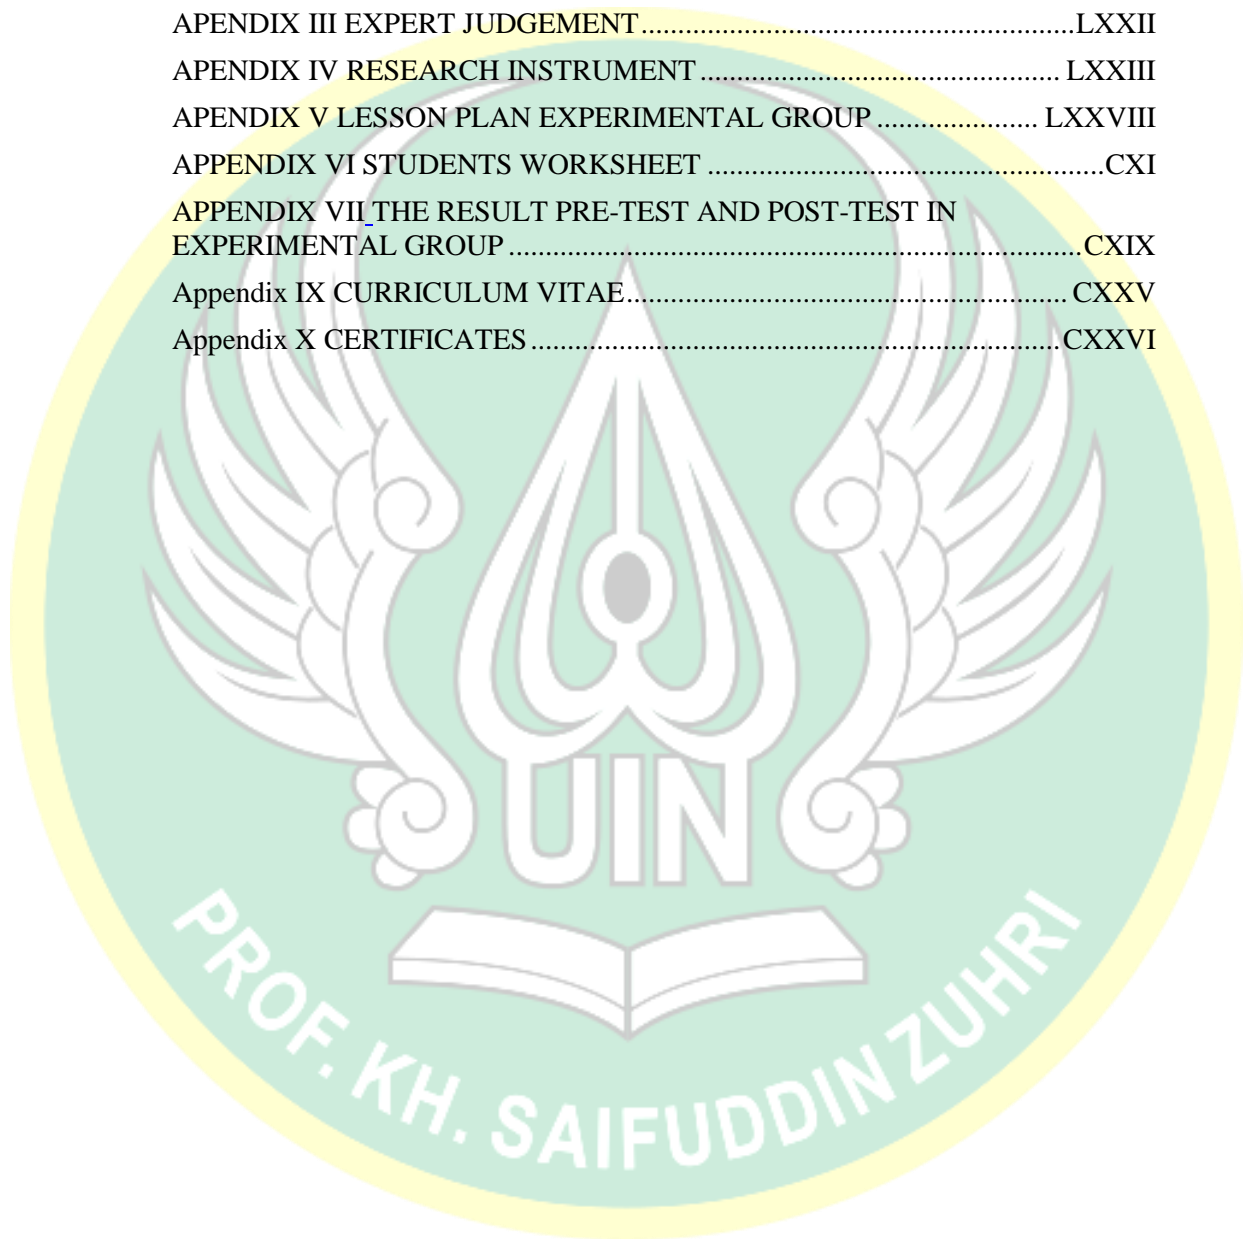 APENDIX III EXPERT JUDGEMENT...........................................................LXXII
APENDIX IV RESEARCH INSTRUMENT................................................ LXXIII
APENDIX V LESSON PLAN EXPERIMENTAL GROUP...................... LXXVIII
APPENDIX VI STUDENTS WORKSHEET......................................................CXI
APPENDIX VII THE RESULT PRE-TEST AND POST-TEST IN
EXPERIMENTAL GROUP..............................................................................CXIX
Appendix IX CURRICULUM VITAE............................................................ CXXV
Appendix X CERTIFICATES........................................................................CXXVI
UIN
PROF. KH. SAIFUDDIN ZUHRI